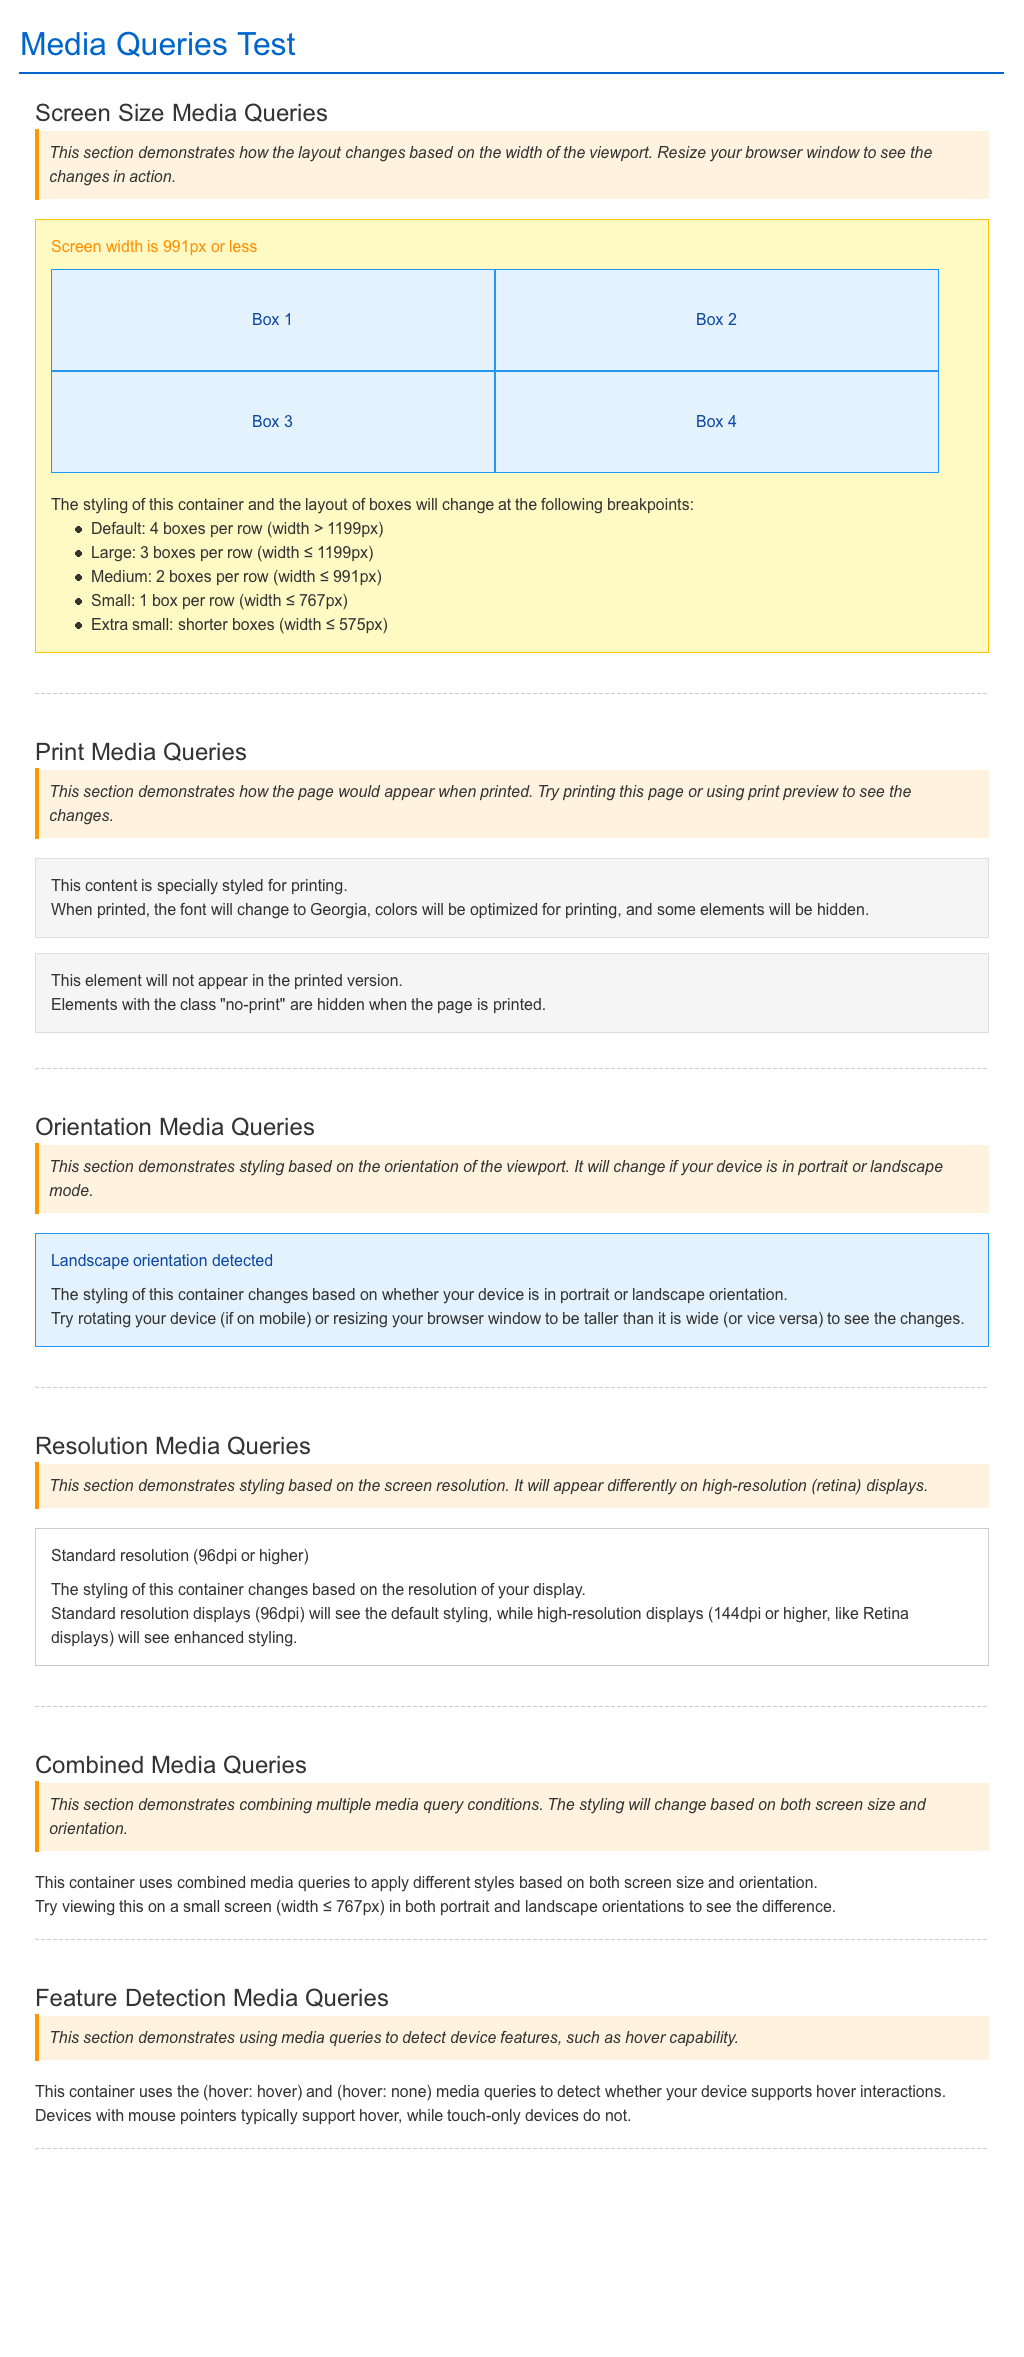 Media Queries Test
Screen Size Media Queries
This section demonstrates how the layout changes based on the width of the viewport. Resize your browser window to see the
changes in action.
Screen width is 991px or less
Box 1
Box 2
Box 3
Box 4
The styling of this container and the layout of boxes will change at the following breakpoints:
Default: 4 boxes per row (width > 1199px)
Large: 3 boxes per row (width ≤ 1199px)
Medium: 2 boxes per row (width ≤ 991px)
Small: 1 box per row (width ≤ 767px)
Extra small: shorter boxes (width ≤ 575px)
Print Media Queries
This section demonstrates how the page would appear when printed. Try printing this page or using print preview to see the
changes.
This content is specially styled for printing.
When printed, the font will change to Georgia, colors will be optimized for printing, and some elements will be hidden.
This element will not appear in the printed version.
Elements with the class "no-print" are hidden when the page is printed.
Orientation Media Queries
This section demonstrates styling based on the orientation of the viewport. It will change if your device is in portrait or landscape
mode.
Landscape orientation detected
The styling of this container changes based on whether your device is in portrait or landscape orientation.
Try rotating your device (if on mobile) or resizing your browser window to be taller than it is wide (or vice versa) to see the changes.
Resolution Media Queries
This section demonstrates styling based on the screen resolution. It will appear differently on high-resolution (retina) displays.
Standard resolution (96dpi or higher)
The styling of this container changes based on the resolution of your display.
Standard resolution displays (96dpi) will see the default styling, while high-resolution displays (144dpi or higher, like Retina
displays) will see enhanced styling.
Combined Media Queries
This section demonstrates combining multiple media query conditions. The styling will change based on both screen size and
orientation.
This container uses combined media queries to apply different styles based on both screen size and orientation.
Try viewing this on a small screen (width ≤ 767px) in both portrait and landscape orientations to see the difference.
Feature Detection Media Queries
This section demonstrates using media queries to detect device features, such as hover capability.
This container uses the (hover: hover) and (hover: none) media queries to detect whether your device supports hover interactions.
Devices with mouse pointers typically support hover, while touch-only devices do not.